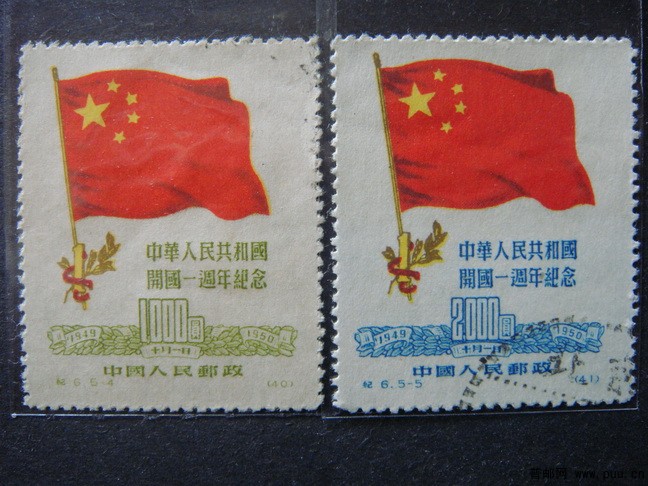 中華人民共和國
開國一週年紀念
1000圓
1949 1950
十月一日
中國人民郵政
紀 6. 5-4 (40)
中華人民共和國
開國一週年紀念
2000圓
1949 1950
十月一日
中國人民郵政
紀 6. 5-5 (41)
www.pou.cn